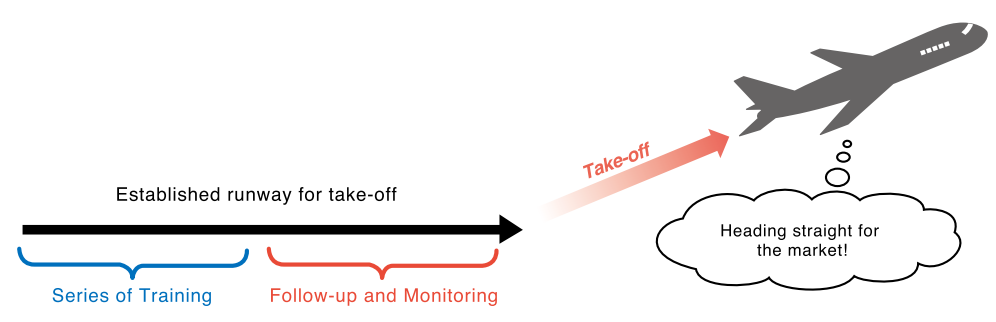 Established runway for take-off
Series of Training
Follow-up and Monitoring
Take-off
Heading straight for
the market!